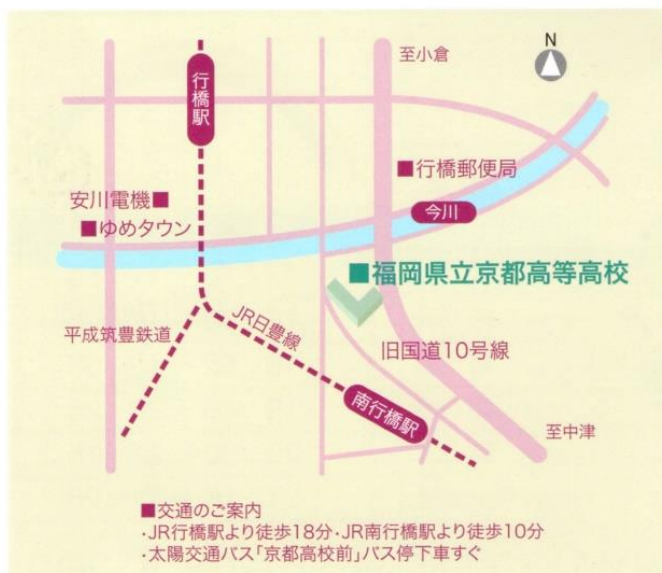 至小倉
N
行橋駅
■行橋郵便局
安川電機■
今川
■ゆめタウン
■福岡県立京都高等高校
JR日豊線
平成筑豊鉄道
旧国道10号線
南行橋駅
至中津
■交通のご案内
・JR行橋駅より徒歩18分・JR南行橋駅より徒歩10分
・太陽交通バス「京都高校前」バス停下車すぐ